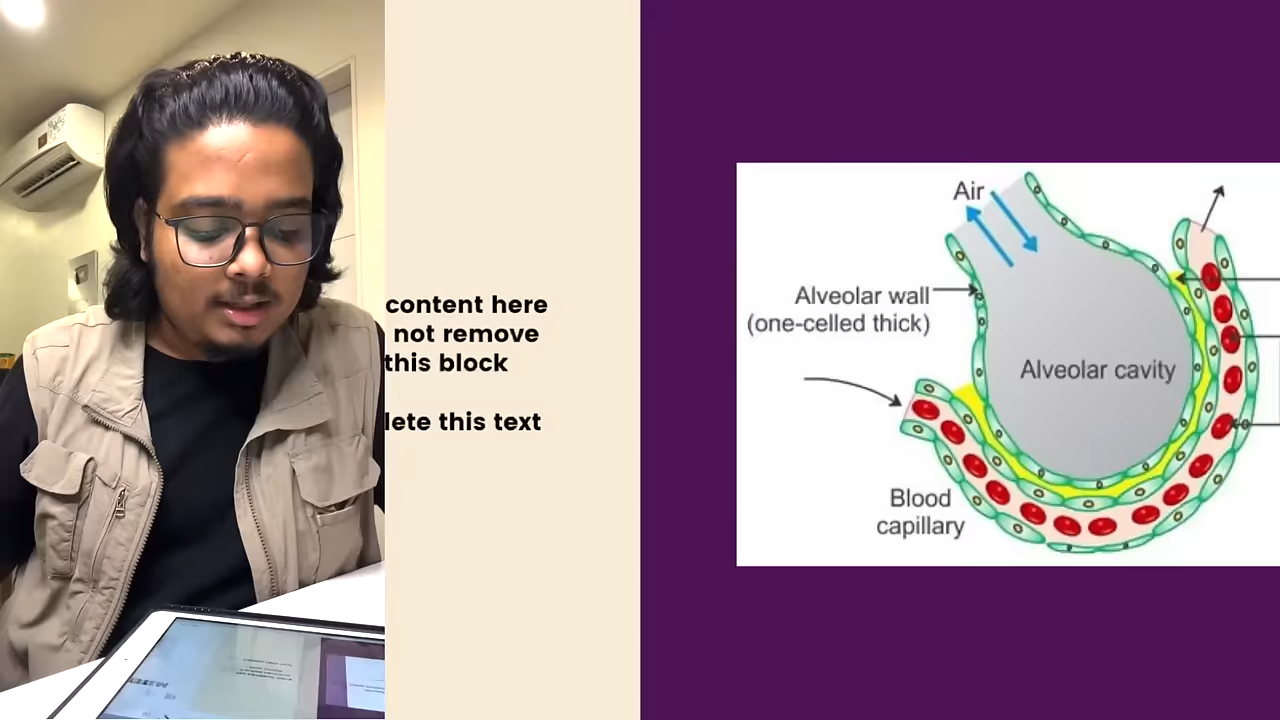 content here
not remove
this block
lete this text
Air
Alveolar wall
(one-celled thick)
Alveolar cavity
Blood
capillary